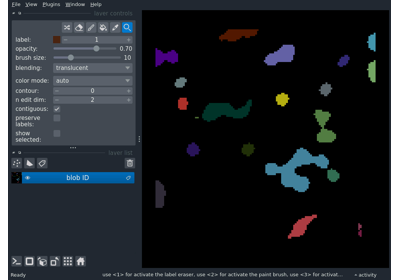 File View Plugins Window Help
layer controls
label: 1
opacity: 0.70
brush size: 10
blending: translucent
color mode: auto
contour: 0
n edit dim: 2
contiguous:
preserve
labels:
show
selected:
layer list
blob ID
Ready
use <1> for activate the label eraser, use <2> for activate the paint brush, use <3> for activat...
activity